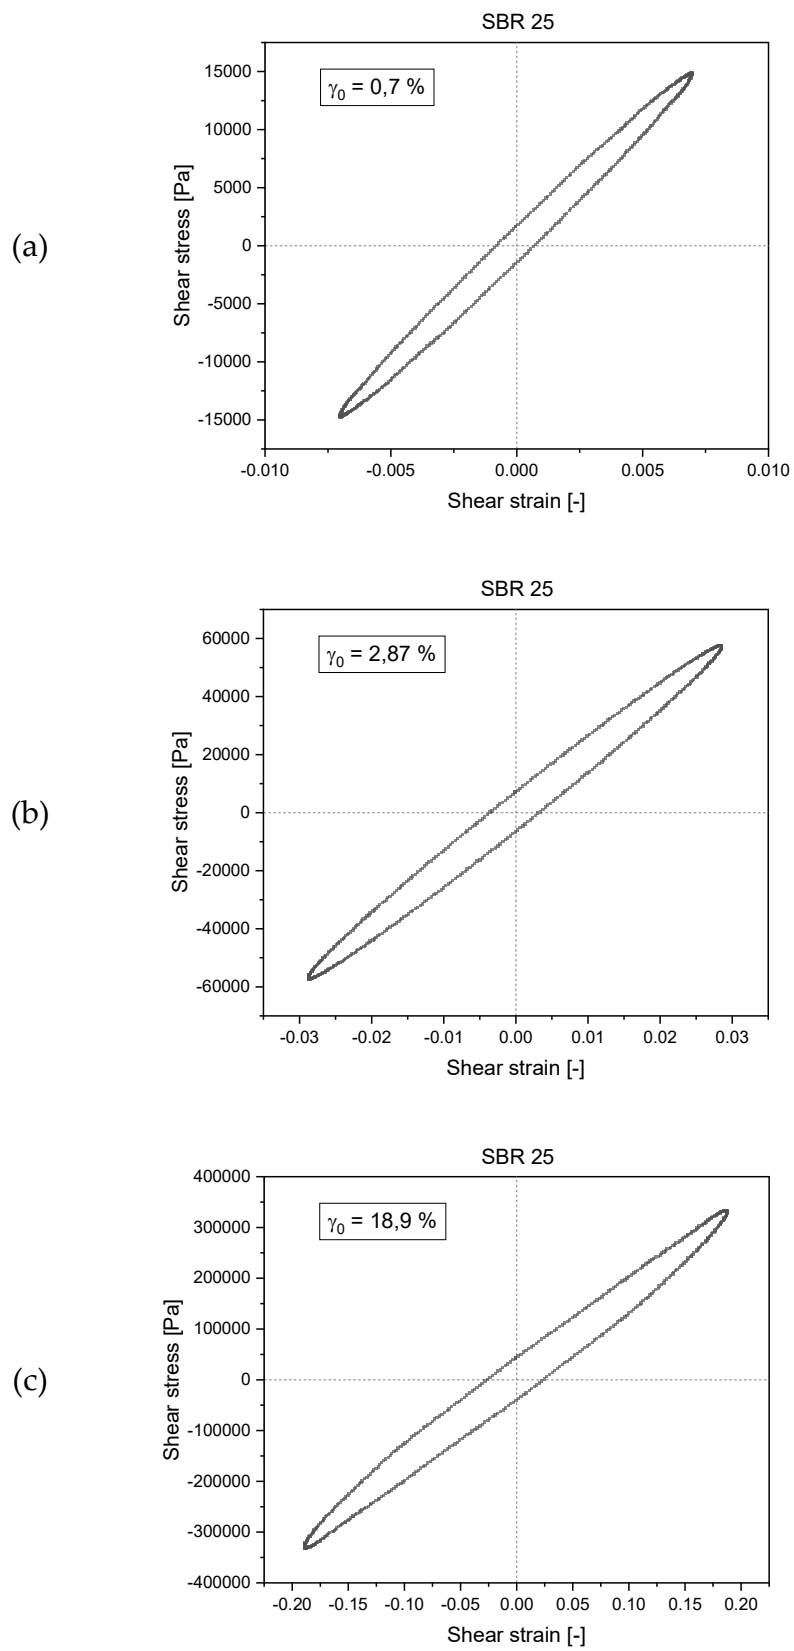 SBR 25
γ0 = 0,7 %
15000
10000
5000
0
-5000
-10000
-15000
Shear stress [Pa]
(a)
-0.010 -0.005 0.000 0.005 0.010
Shear strain [-]
SBR 25
γ0 = 2,87 %
60000
40000
20000
0
-20000
-40000
-60000
Shear stress [Pa]
(b)
-0.03 -0.02 -0.01 0.00 0.01 0.02 0.03
Shear strain [-]
SBR 25
γ0 = 18,9 %
400000
300000
200000
100000
0
-100000
-200000
-300000
-400000
Shear stress [Pa]
(c)
-0.20 -0.15 -0.10 -0.05 0.00 0.05 0.10 0.15 0.20
Shear strain [-]